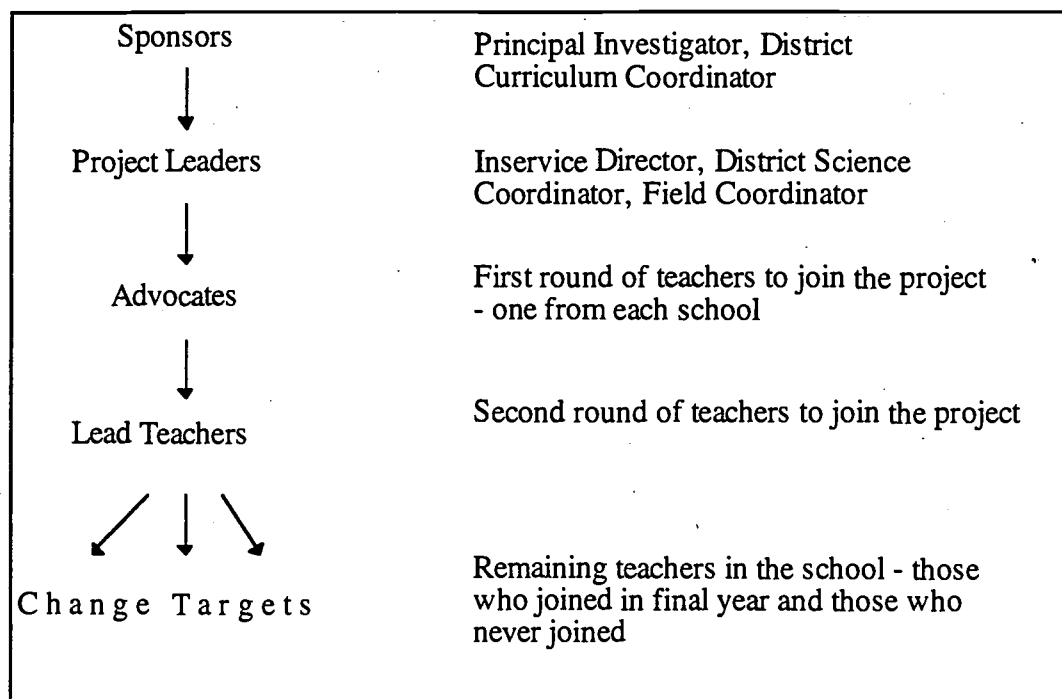 Sponsors
Principal Investigator, District
Curriculum Coordinator
Project Leaders
Inservice Director, District Science
Coordinator, Field Coordinator
Advocates
First round of teachers to join the project
- one from each school
Lead Teachers
Second round of teachers to join the project
Change Targets
Remaining teachers in the school - those
who joined in final year and those who
never joined